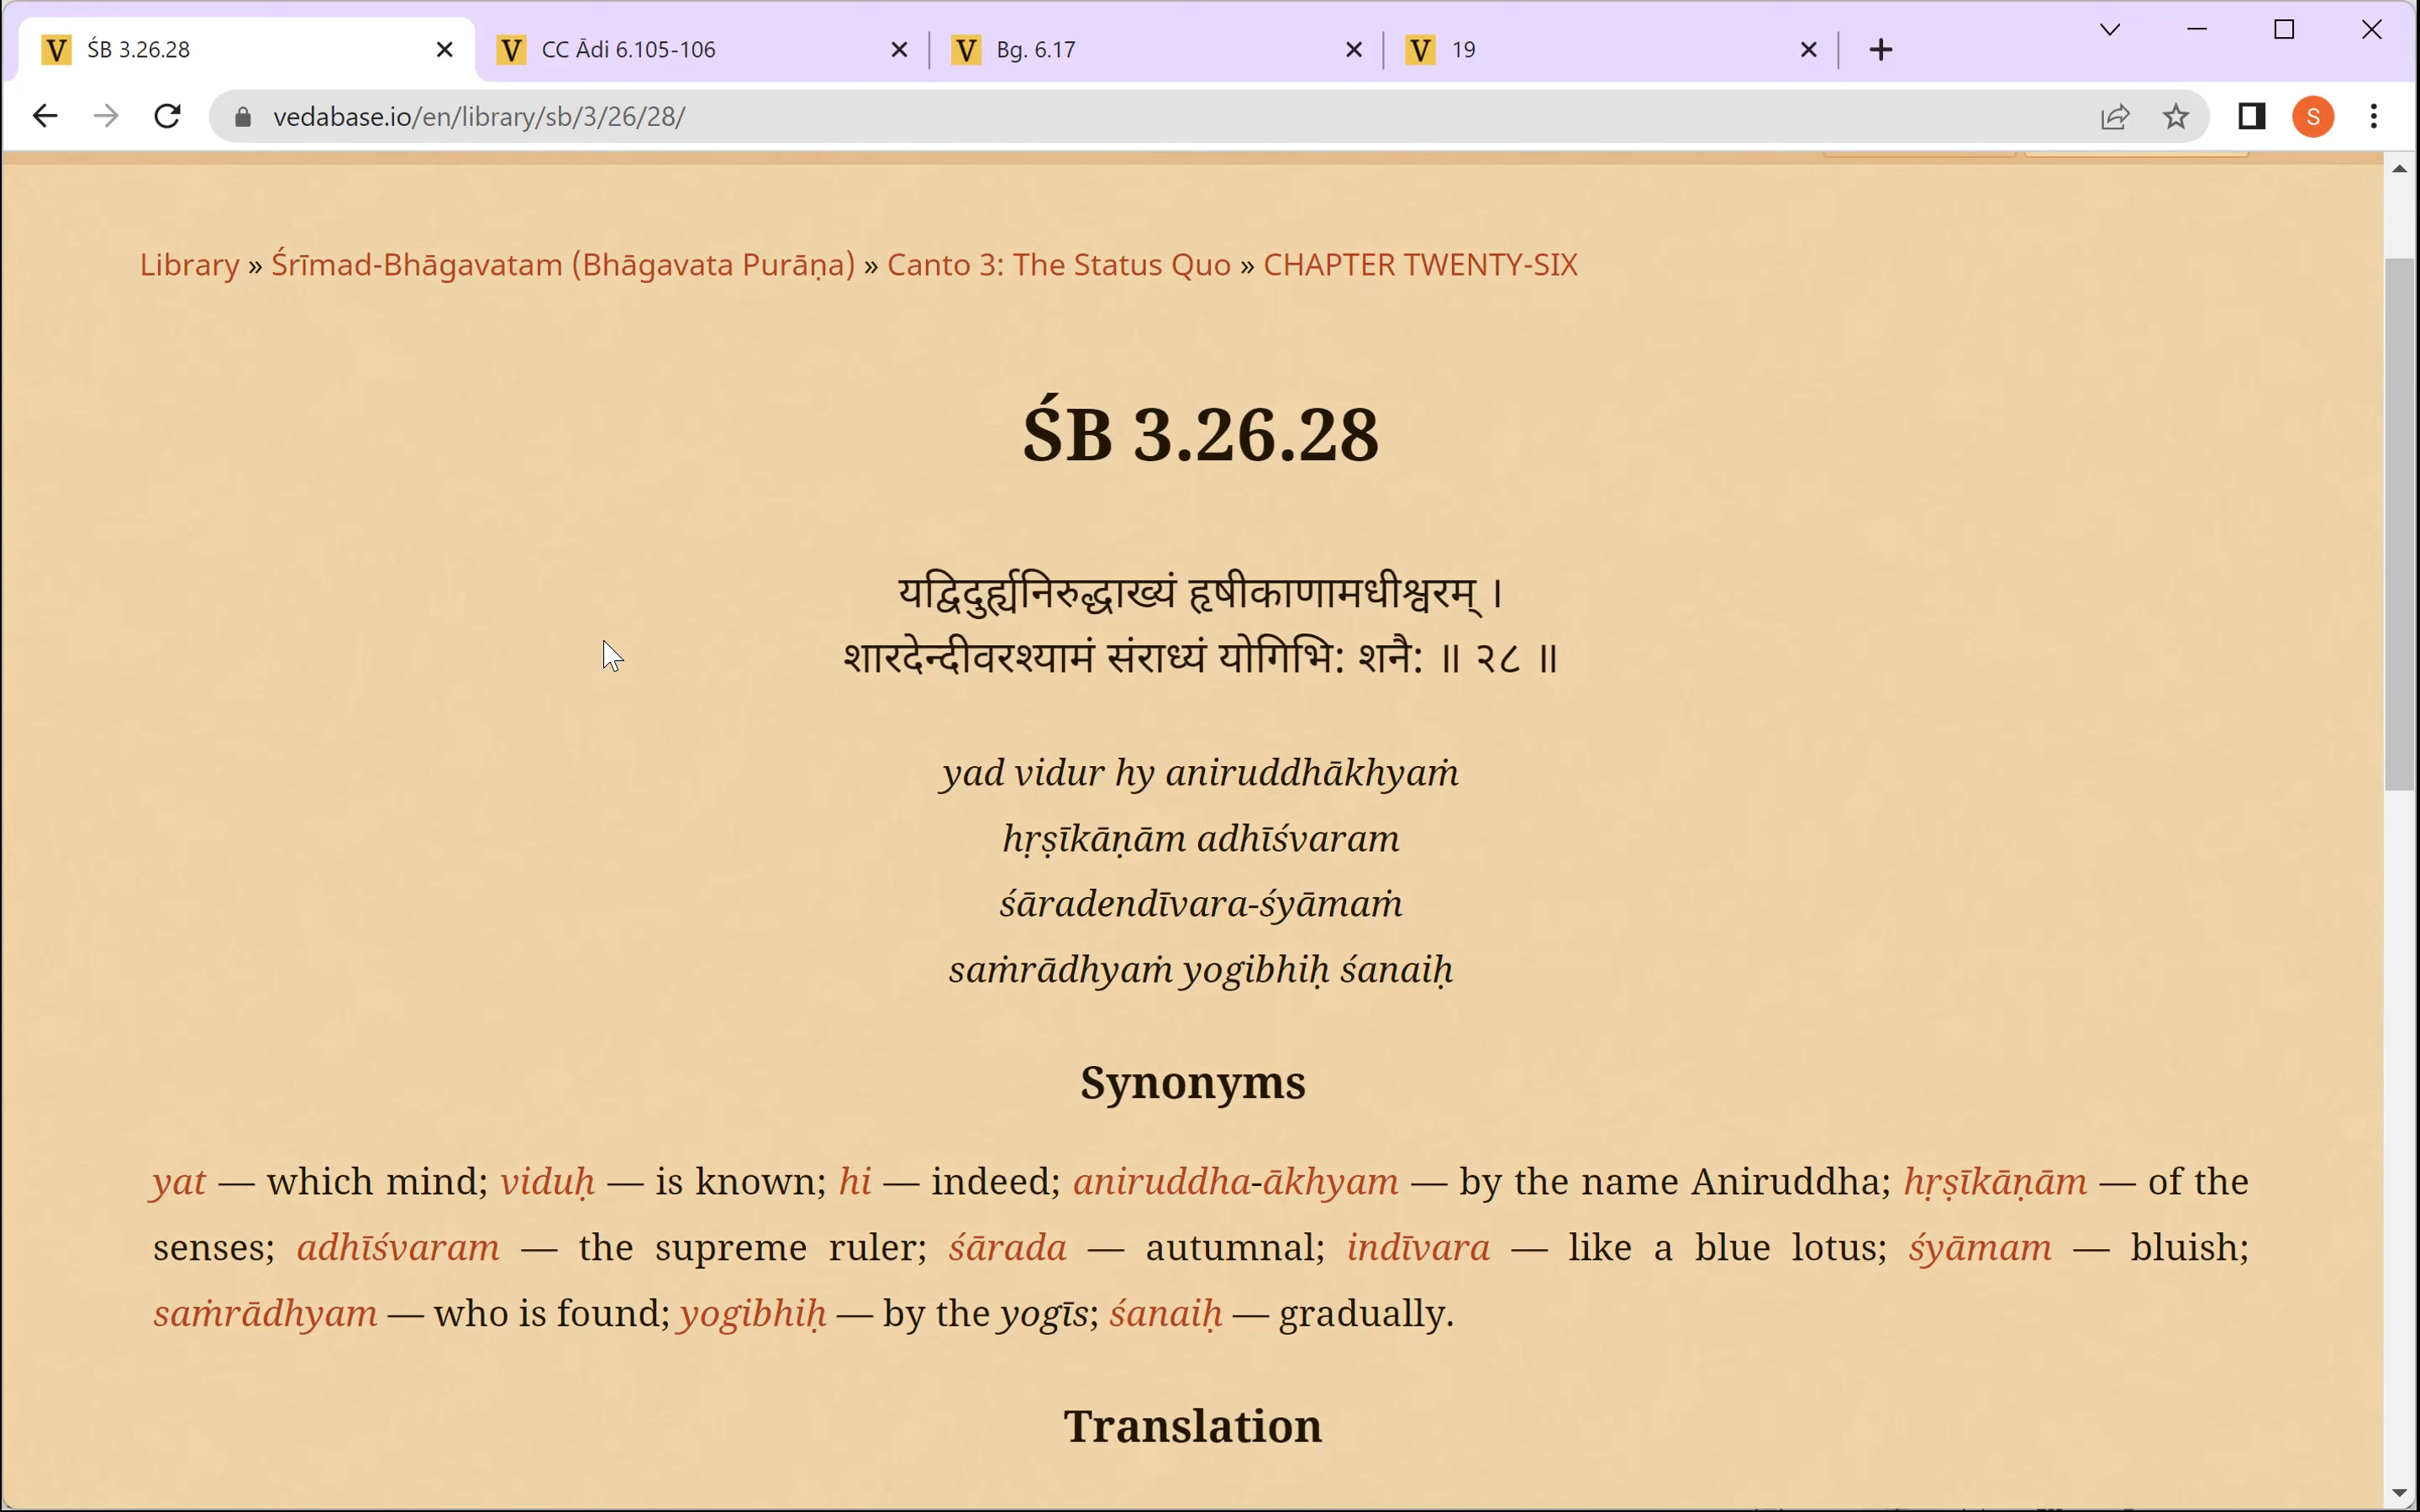 V ŚB 3.26.28
V CC Ādi 6.105-106
V Bg. 6.17
V 19
vedabase.io/en/library/sb/3/26/28/
S
Library » Śrīmad-Bhāgavatam (Bhāgavata Purāṇa) » Canto 3: The Status Quo » CHAPTER TWENTY-SIX
ŚB 3.26.28
यद्विदुर्ह्यनिरुद्धाख्यं हृषीकाणामधीश्वरम् ।
शारदेन्दीवरश्यामं संराध्यं योगिभि: शनै: ॥ २८ ॥
yad vidur hy aniruddhākhyaṁ
hṛṣīkāṇām adhīśvaram
śāradendīvara-śyāmaṁ
saṁrādhyaṁ yogibhiḥ śanaiḥ
Synonyms
yat — which mind; viduḥ — is known; hi — indeed; aniruddha-ākhyam — by the name Aniruddha; hṛṣīkāṇām — of the
senses; adhīśvaram — the supreme ruler; śārada — autumnal; indīvara — like a blue lotus; śyāmam — bluish;
saṁrādhyam — who is found; yogibhiḥ — by the yogīs; śanaiḥ — gradually.
Translation